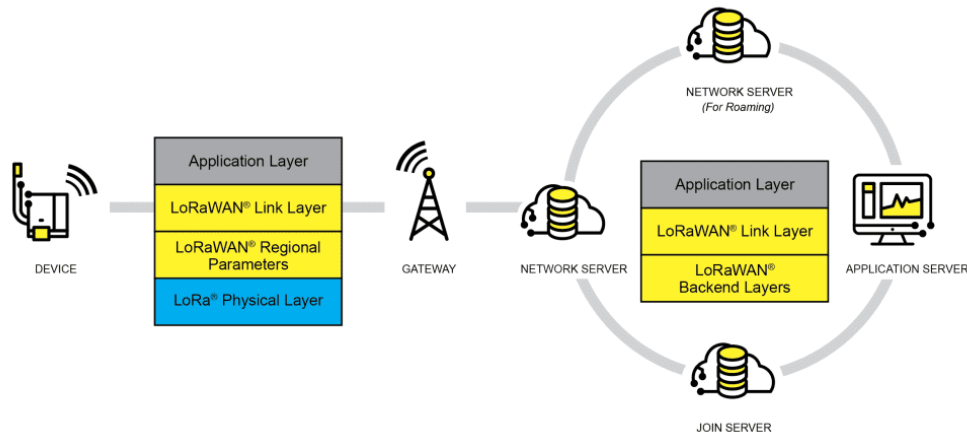 NETWORK SERVER
(For Roaming)
Application Layer
LoRaWAN® Link Layer
LoRaWAN® Regional
Parameters
LoRa® Physical Layer
Application Layer
LoRaWAN® Link Layer
LoRaWAN®
Backend Layers
DEVICE
GATEWAY
NETWORK SERVER
APPLICATION SERVER
JOIN SERVER